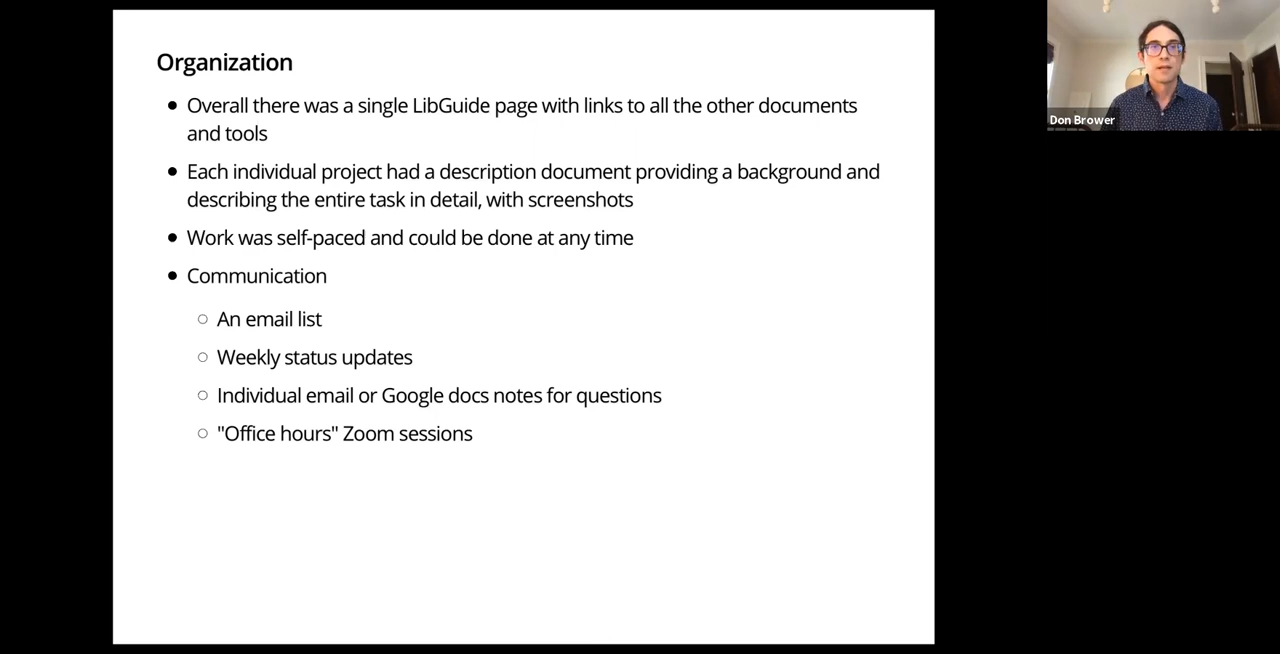 Organization
Overall there was a single LibGuide page with links to all the other documents
and tools
Each individual project had a description document providing a background and
describing the entire task in detail, with screenshots
Work was self-paced and could be done at any time
Communication
An email list
Weekly status updates
Individual email or Google docs notes for questions
"Office hours" Zoom sessions
Don Brower